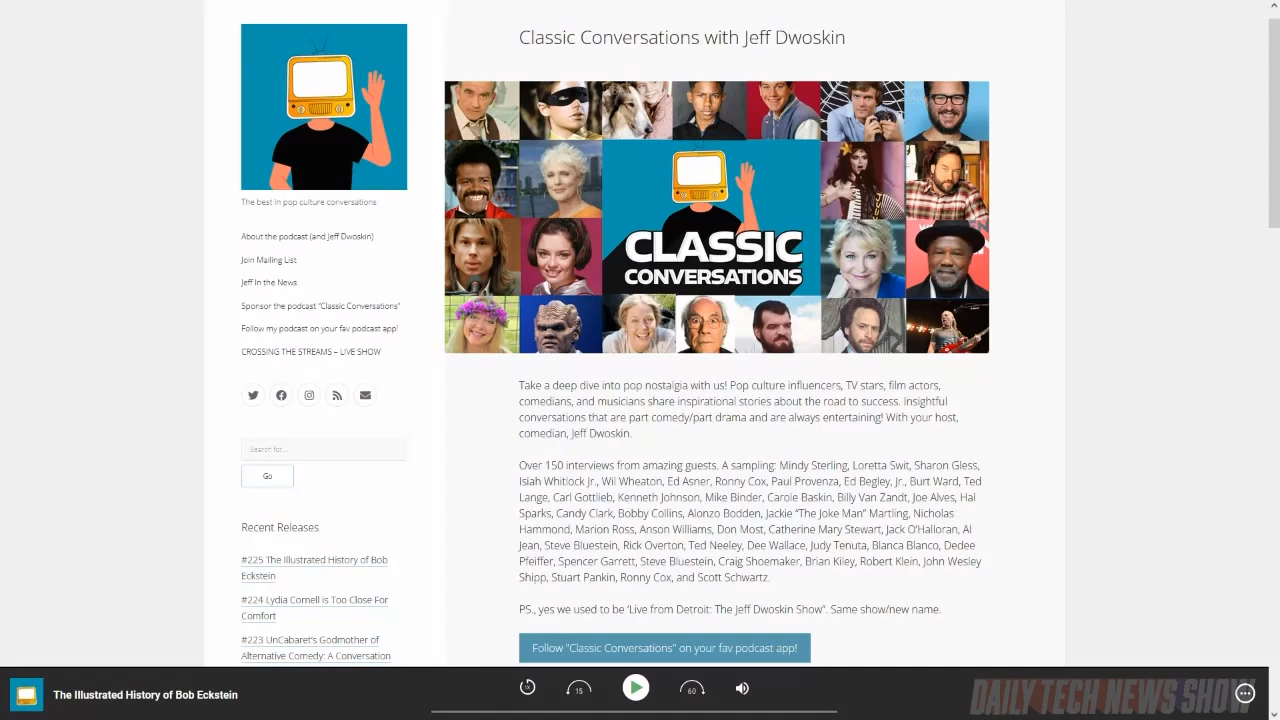 Classic Conversations with Jeff Dwoskin
The best in pop culture conversations
About the podcast (and Jeff Dwoskin)
Join Mailing List
Jeff In the News
Sponsor the podcast “Classic Conversations”
Follow my podcast on your fav podcast app!
CROSSING THE STREAMS – LIVE SHOW
Search for...
Go
Recent Releases
#225 The Illustrated History of Bob
Eckstein
#224 Lydia Cornell is Too Close For
Comfort
#223 UnCabaret's Godmother of
Alternative Comedy: A Conversation
CLASSIC
CONVERSATIONS
Take a deep dive into pop nostalgia with us! Pop culture influencers, TV stars, film actors,
comedians, and musicians share inspirational stories about the road to success. Insightful
conversations that are part comedy/part drama and are always entertaining! With your host,
comedian, Jeff Dwoskin.
Over 150 interviews from amazing guests. A sampling: Mindy Sterling, Loretta Swit, Sharon Gless,
Isiah Whitlock Jr., Wil Wheaton, Ed Asner, Ronny Cox, Paul Provenza, Ed Begley, Jr., Burt Ward, Ted
Lange, Carl Gottlieb, Kenneth Johnson, Mike Binder, Carole Baskin, Billy Van Zandt, Joe Alves, Hal
Sparks, Candy Clark, Bobby Collins, Alonzo Bodden, Jackie “The Joke Man” Martling, Nicholas
Hammond, Marion Ross, Anson Williams, Don Most, Catherine Mary Stewart, Jack O'Halloran, Al
Jean, Steve Bluestein, Rick Overton, Ted Neeley, Dee Wallace, Judy Tenuta, Blanca Blanco, Dedee
Pfeiffer, Spencer Garrett, Steve Bluestein, Craig Shoemaker, Brian Kiley, Robert Klein, John Wesley
Shipp, Stuart Pankin, Ronny Cox, and Scott Schwartz.
PS., yes we used to be 'Live from Detroit: The Jeff Dwoskin Show”. Same show/new name.
Follow "Classic Conversations" on your fav podcast app!
The Illustrated History of Bob Eckstein
1X
15
60
DAILY TECH NEWS SHOW